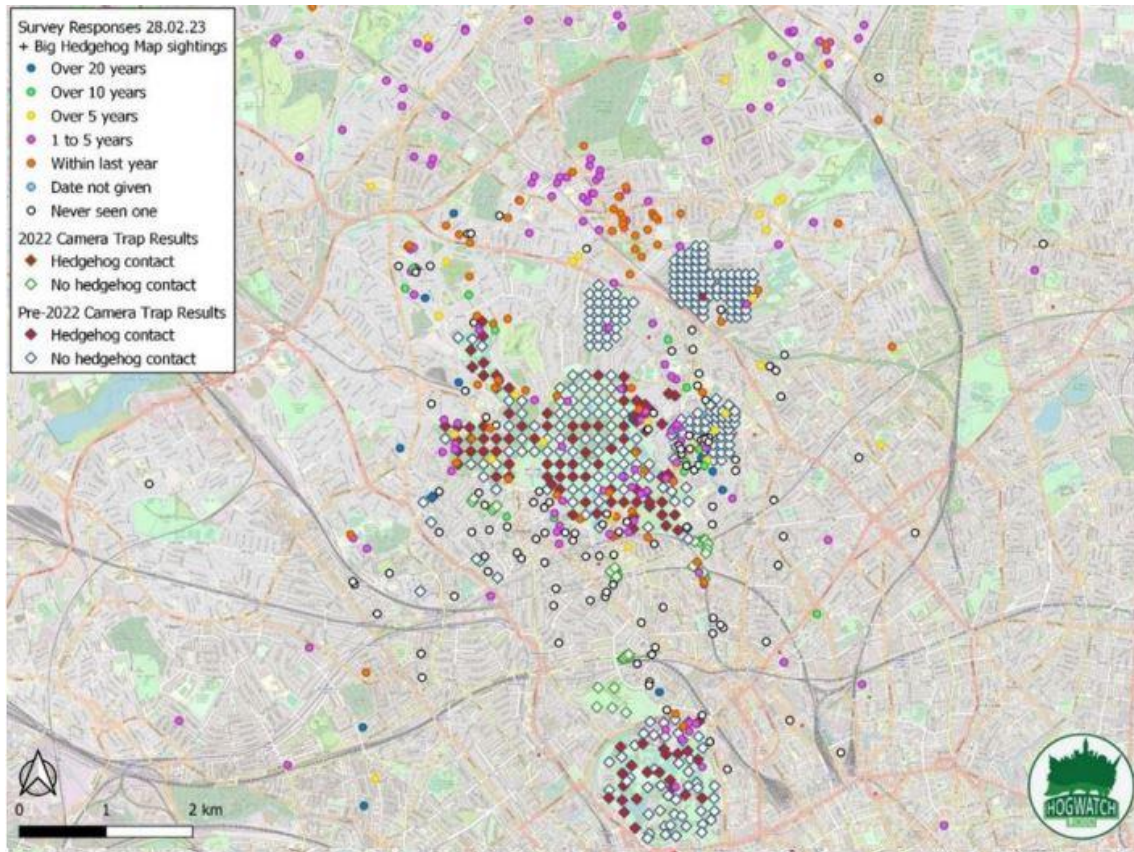 Survey Responses 28.02.23
+ Big Hedgehog Map sightings
Over 20 years
Over 10 years
Over 5 years
1 to 5 years
Within last year
Date not given
Never seen one
2022 Camera Trap Results
Hedgehog contact
No hedgehog contact
Pre-2022 Camera Trap Results
Hedgehog contact
No hedgehog contact
0 1 2 km
HOGWATCH